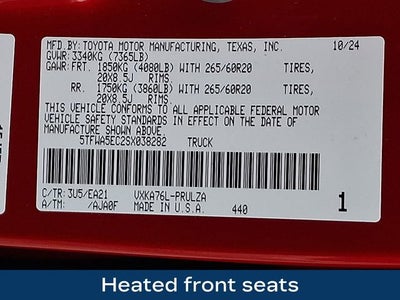 MFD.BY: TOYOTA MOTOR MANUFACTURING, TEXAS, INC. 10/24
GVWR: 3340KG (7365LB)
GAWR: FRT. 1850KG (4080LB) WITH 265/60R20 TIRES,
20X8.5J RIMS.
RR. 1750KG (3860LB) WITH 265/60R20 TIRES,
20X8.5J RIMS.
THIS VEHICLE CONFORMS TO ALL APPLICABLE FEDERAL MOTOR
VEHICLE SAFETY STANDARDS IN EFFECT ON THE DATE OF
MANUFACTURE SHOWN ABOVE.
5TFWA5EC2SX038282 TRUCK
C/TR: 3U5/EA21 VXKA76L-PRULZA
A/TM: /AJA0F MADE IN U.S.A. 440 1
Heated front seats